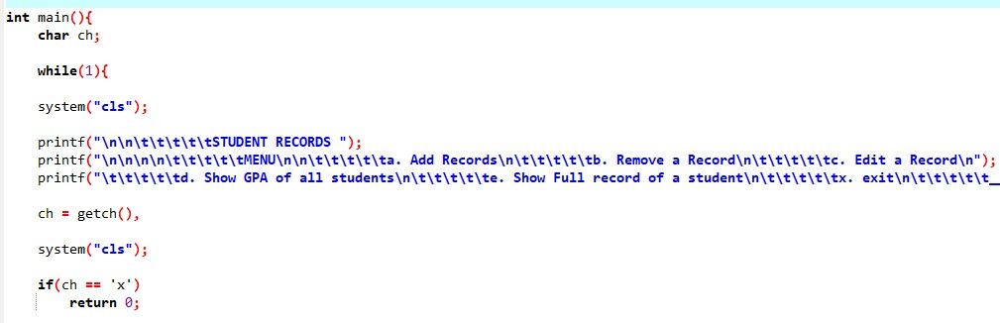 int main(){
char ch;
while(1){
system("cls");
printf("\n\n\t\t\t\t\tSTUDENT RECORDS ");
printf("\n\n\n\n\t\t\t\t\tMENU\n\n\t\t\t\t\ta. Add Records\n\t\t\t\t\tb. Remove a Record\n\t\t\t\t\tc. Edit a Record\n");
printf("\t\t\t\t\td. Show GPA of all students\n\t\t\t\t\te. Show Full record of a student\n\t\t\t\t\tx. exit\n\t\t\t\t\t_
ch = getch(),
system("cls");
if(ch == 'x')
return 0;